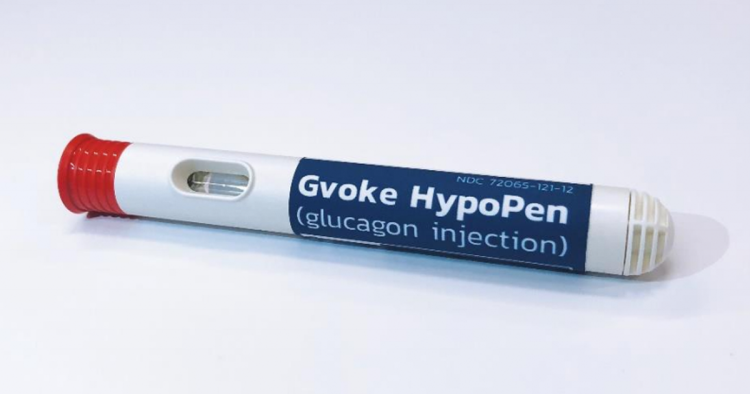 NDC 72065-121-12
Gvoke HypoPen
(glucagon injection)